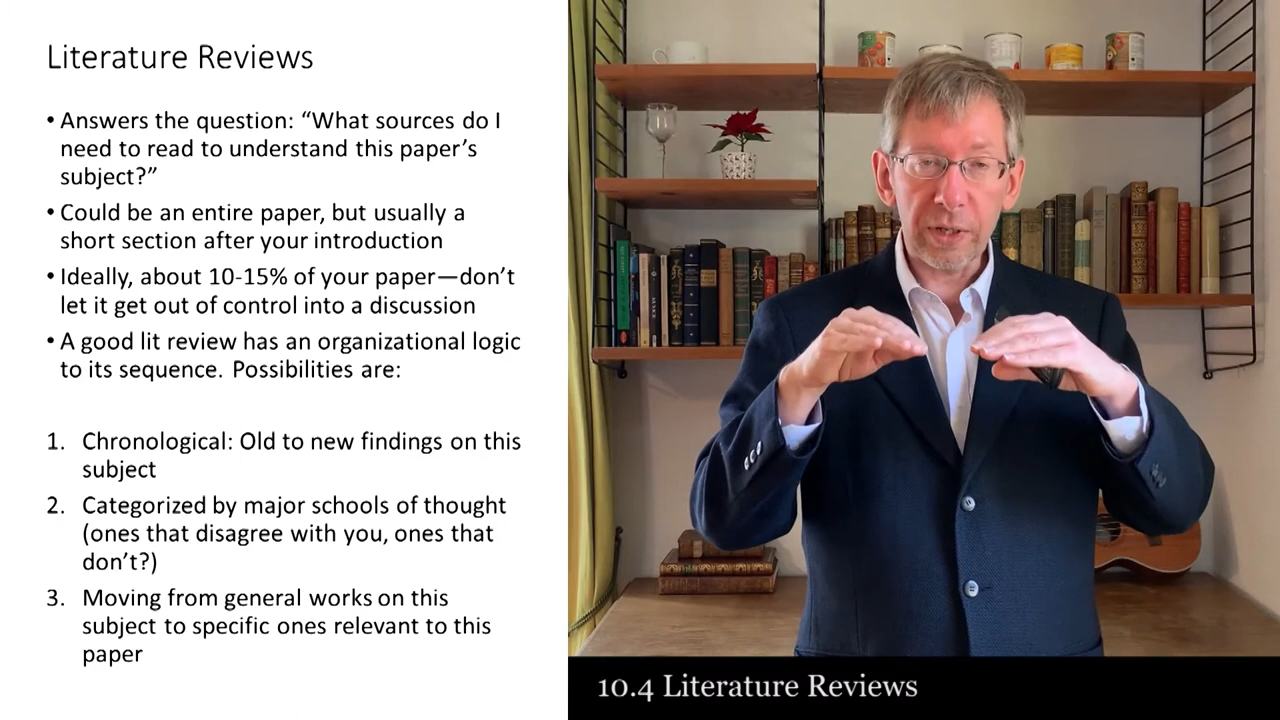 Literature Reviews
• Answers the question: “What sources do I
need to read to understand this paper’s
subject?”
• Could be an entire paper, but usually a
short section after your introduction
• Ideally, about 10-15% of your paper—don’t
let it get out of control into a discussion
• A good lit review has an organizational logic
to its sequence. Possibilities are:
1. Chronological: Old to new findings on this
subject
2. Categorized by major schools of thought
(ones that disagree with you, ones that
don’t?)
3. Moving from general works on this
subject to specific ones relevant to this
paper
10.4 Literature Reviews